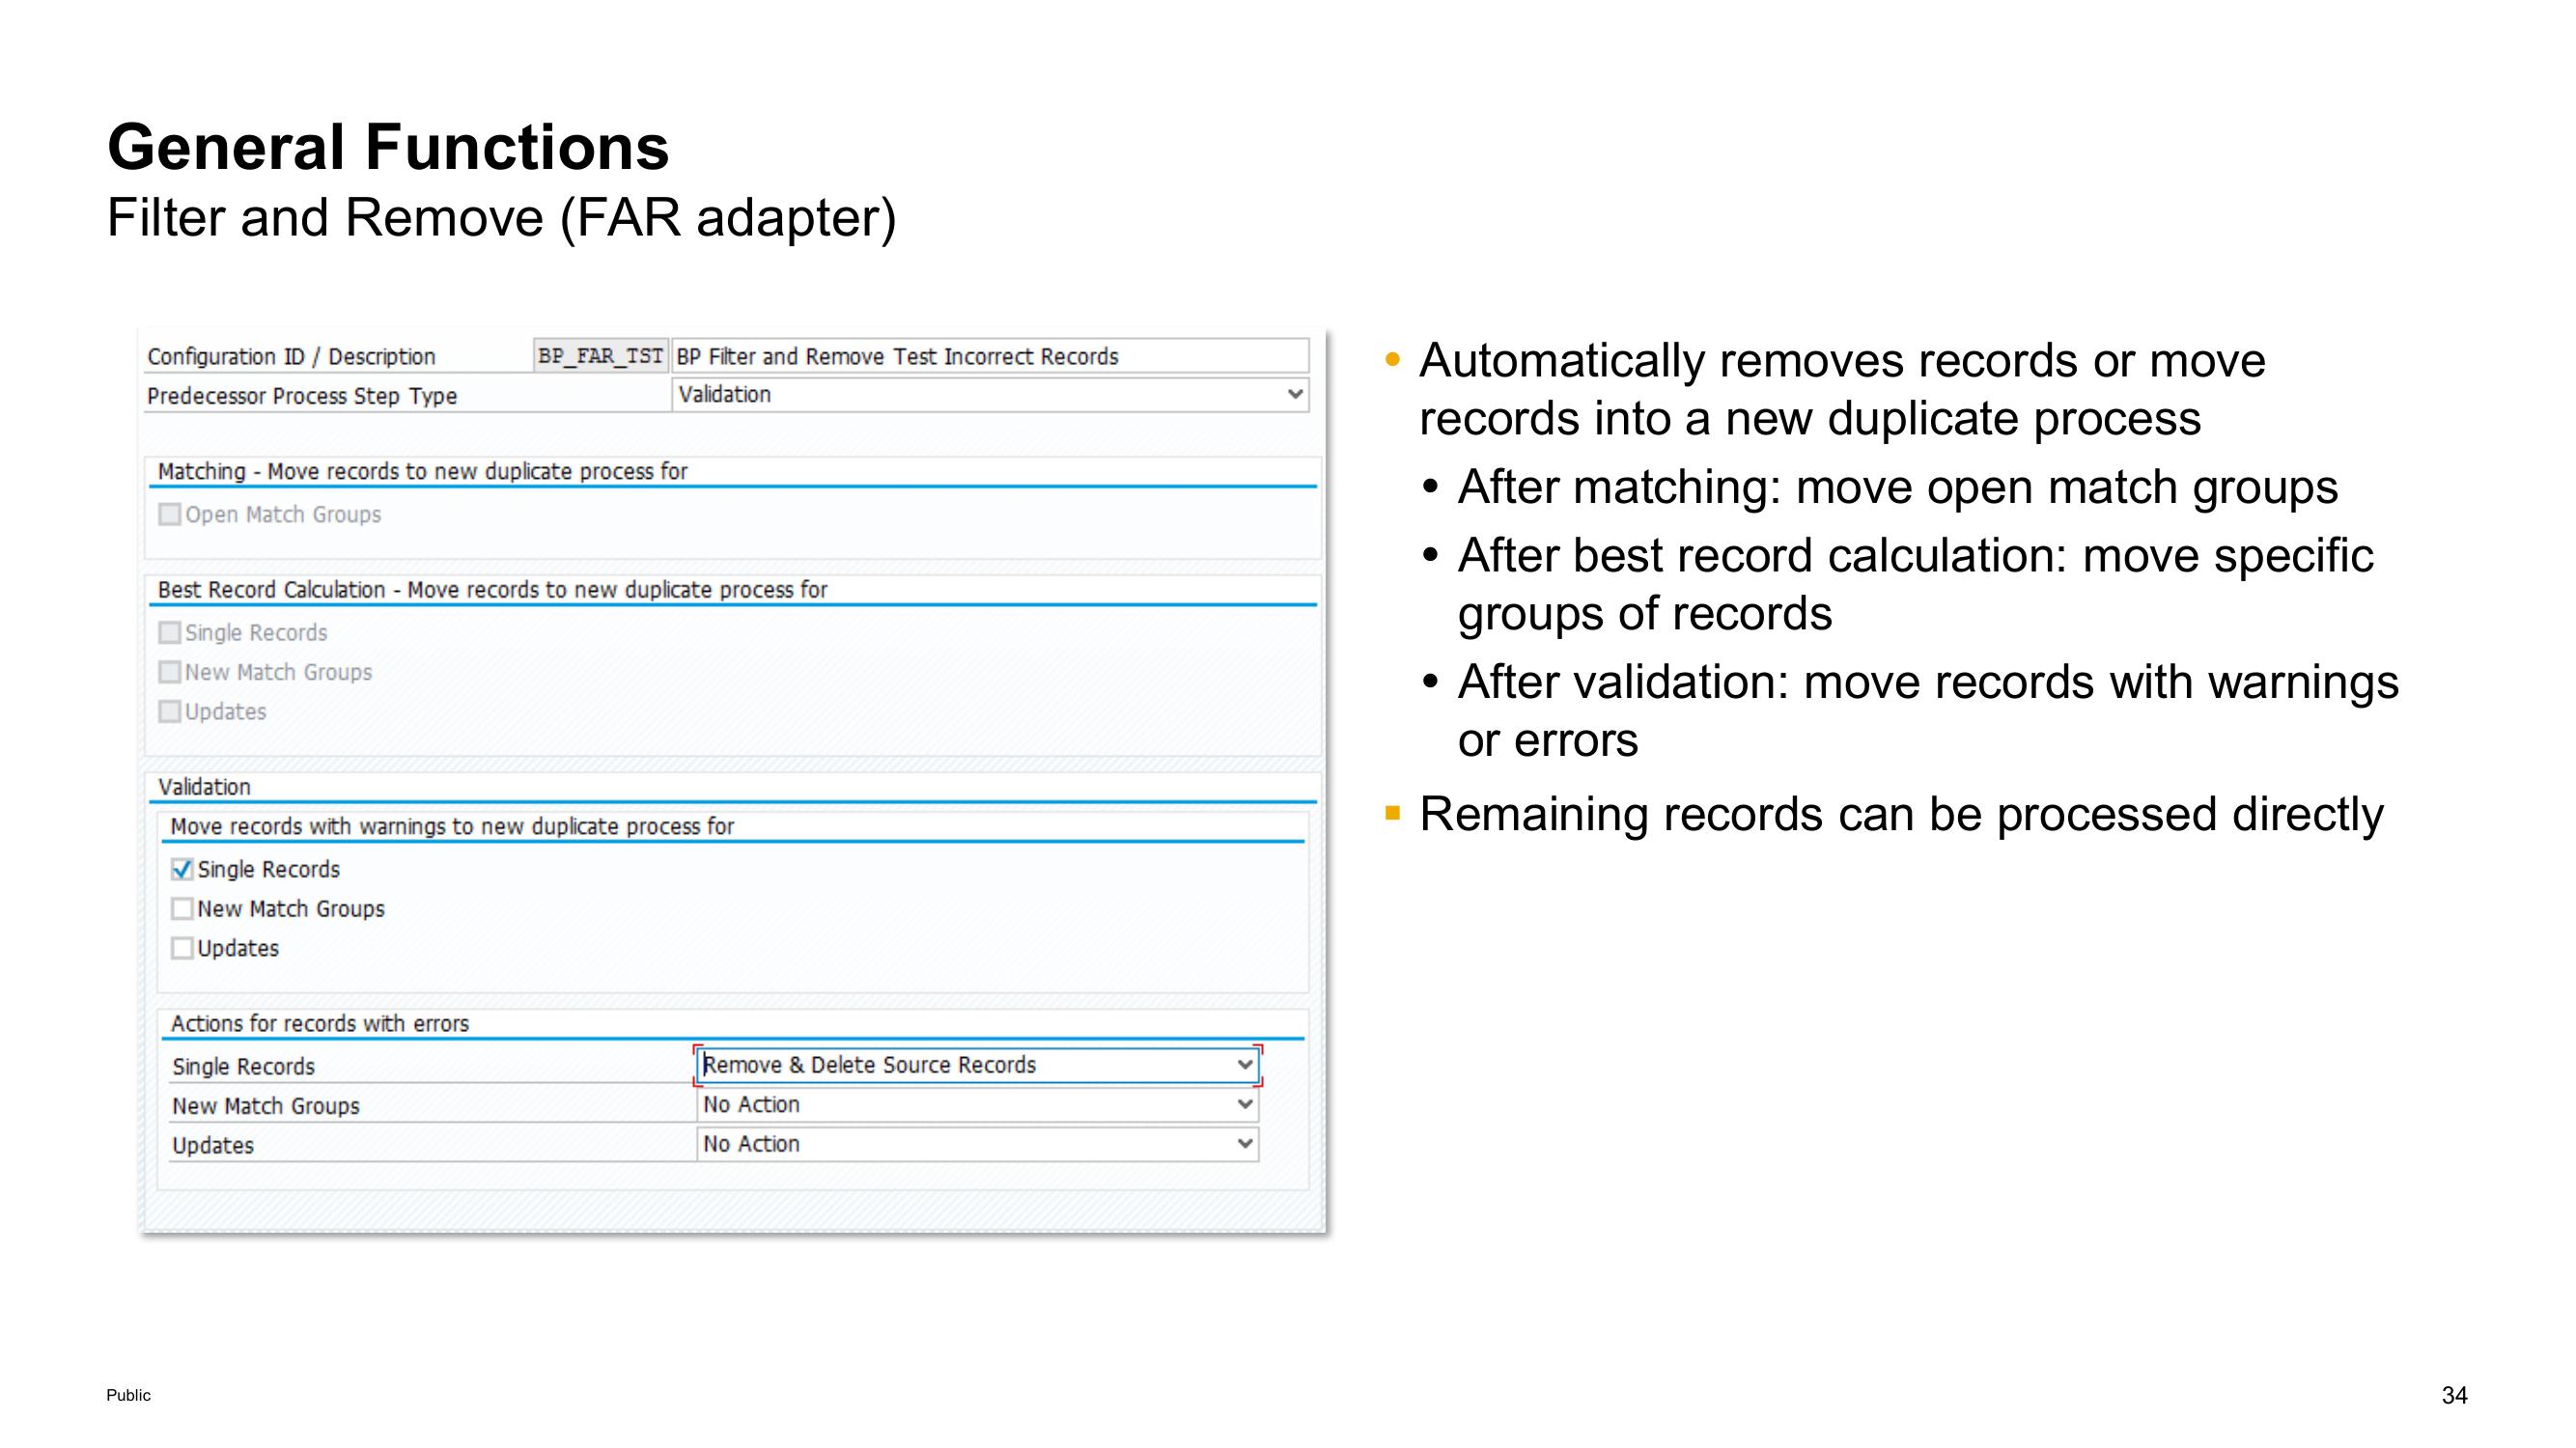 General Functions
Filter and Remove (FAR adapter)
Configuration ID / Description BP_FAR_TST BP Filter and Remove Test Incorrect Records
Predecessor Process Step Type Validation
Matching - Move records to new duplicate process for
Open Match Groups
Best Record Calculation - Move records to new duplicate process for
Single Records
New Match Groups
Updates
Validation
Move records with warnings to new duplicate process for
Single Records
New Match Groups
Updates
Actions for records with errors
Single Records Remove & Delete Source Records
New Match Groups No Action
Updates No Action
• Automatically removes records or move
records into a new duplicate process
• After matching: move open match groups
• After best record calculation: move specific
groups of records
• After validation: move records with warnings
or errors
▪ Remaining records can be processed directly
Public
34